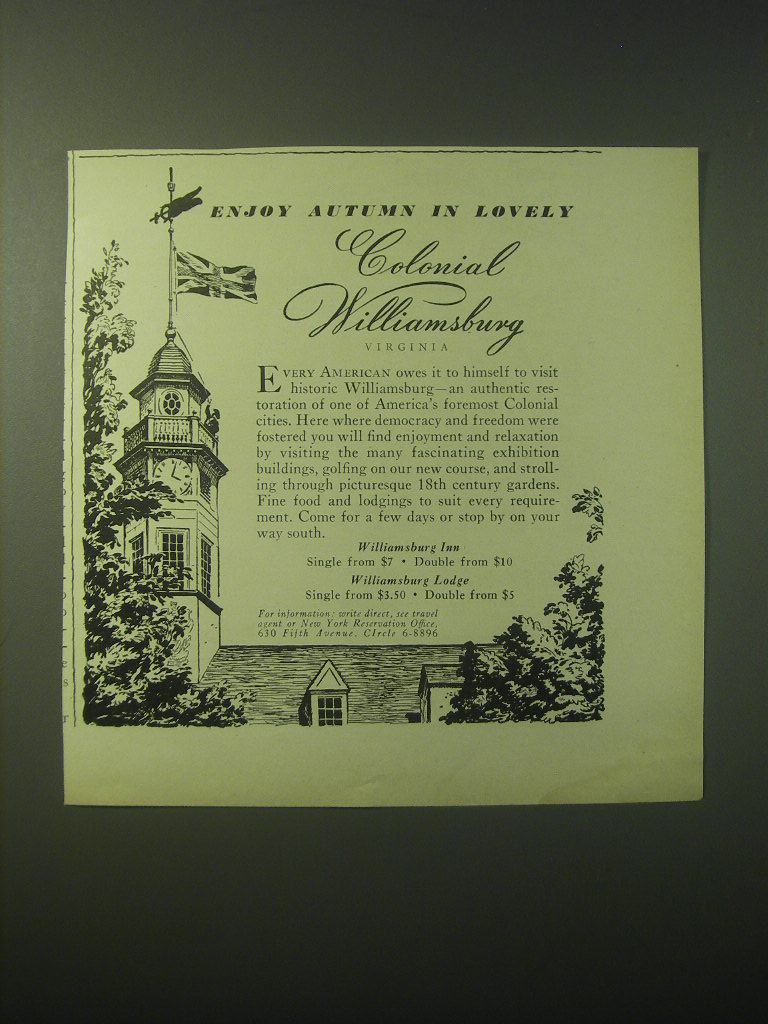 ENJOY AUTUMN IN LOVELY
Colonial
Williamsburg
VIRGINIA
EVERY AMERICAN owes it to himself to visit
historic Williamsburg—an authentic res-
toration of one of America's foremost Colonial
cities. Here where democracy and freedom were
fostered you will find enjoyment and relaxation
by visiting the many fascinating exhibition
buildings, golfing on our new course, and stroll-
ing through picturesque 18th century gardens.
Fine food and lodgings to suit every require-
ment. Come for a few days or stop by on your
way south.
Williamsburg Inn
Single from $7 • Double from $10
Williamsburg Lodge
Single from $3.50 • Double from $5
For information: write direct, see travel
agent or New York Reservation Office,
630 Fifth Avenue. CIrcle 6-8896